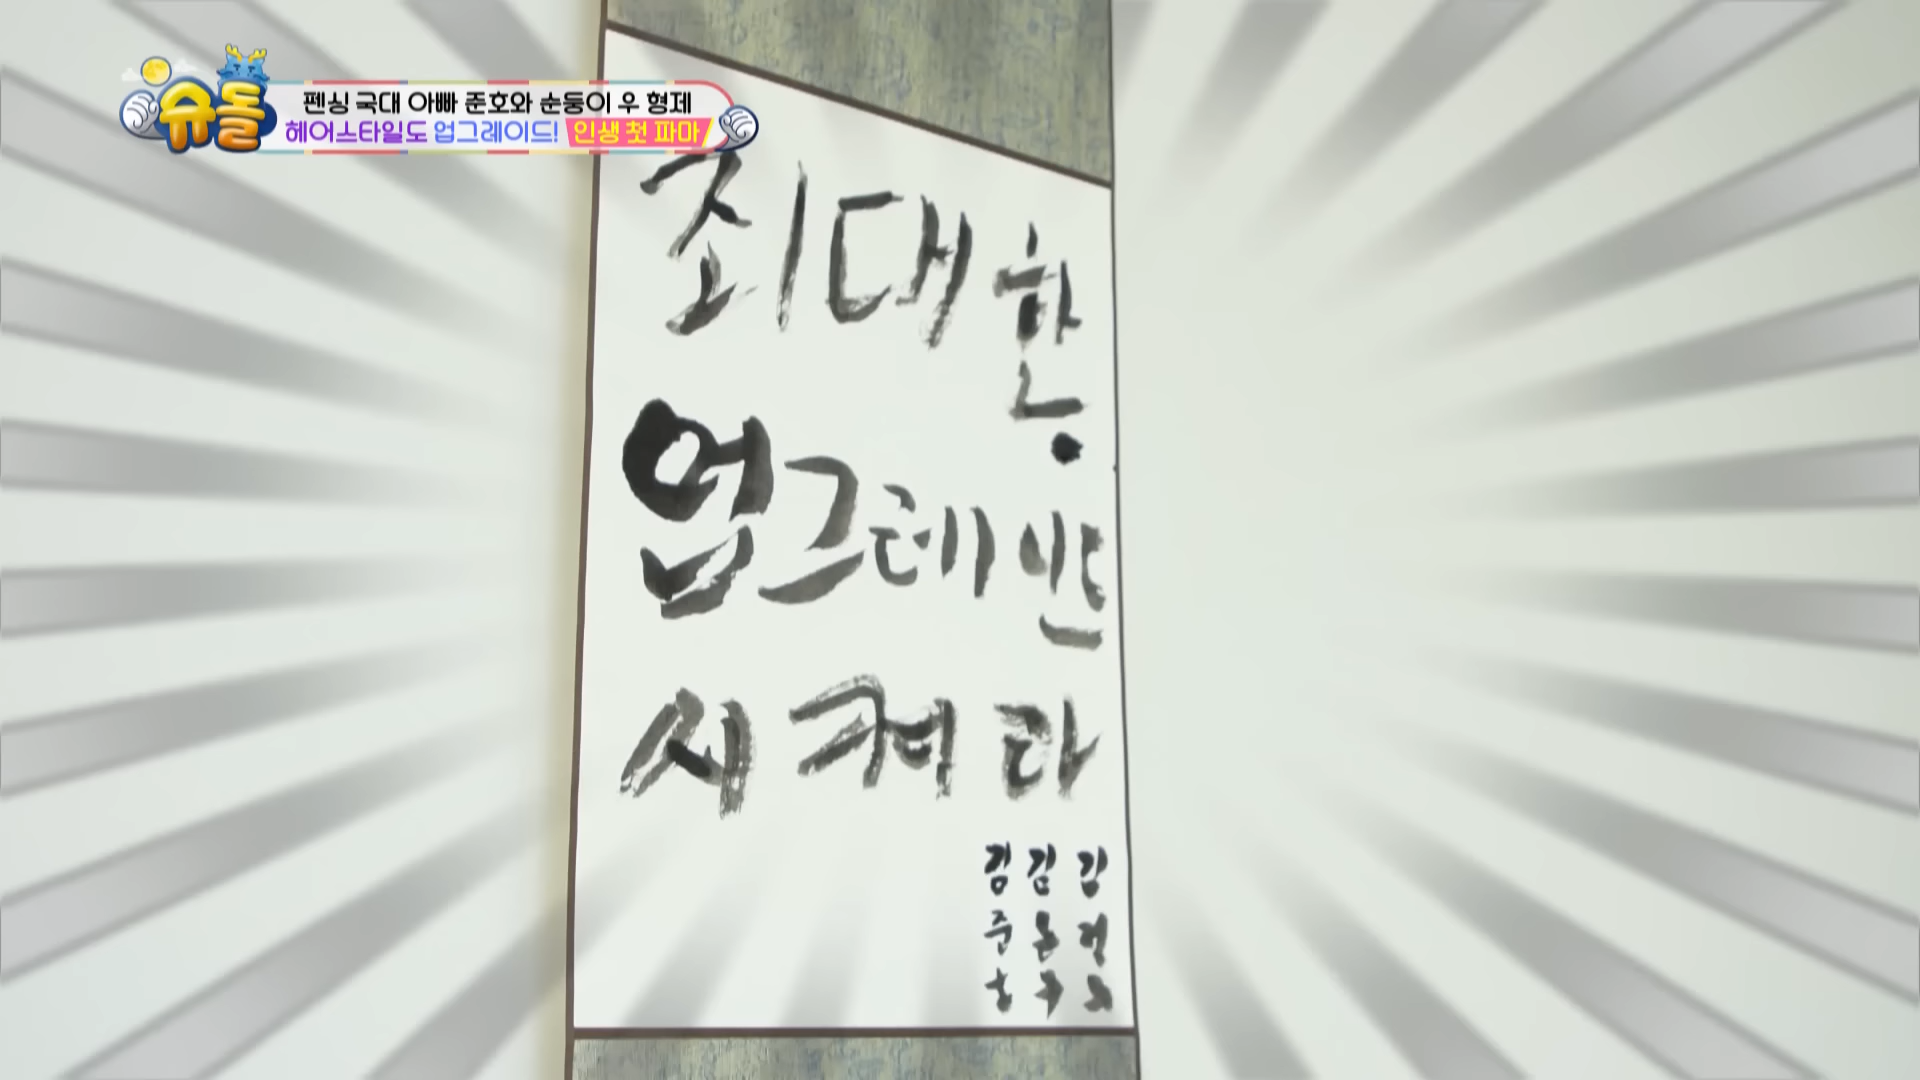 슈돌
펜싱 국대 아빠 준호와 순둥이 우 형제
헤어스타일도 업그레이드! 인생 첫 파마
최대한
업그레이드
시켜라
김 김 김
준 은 정
호 우 우